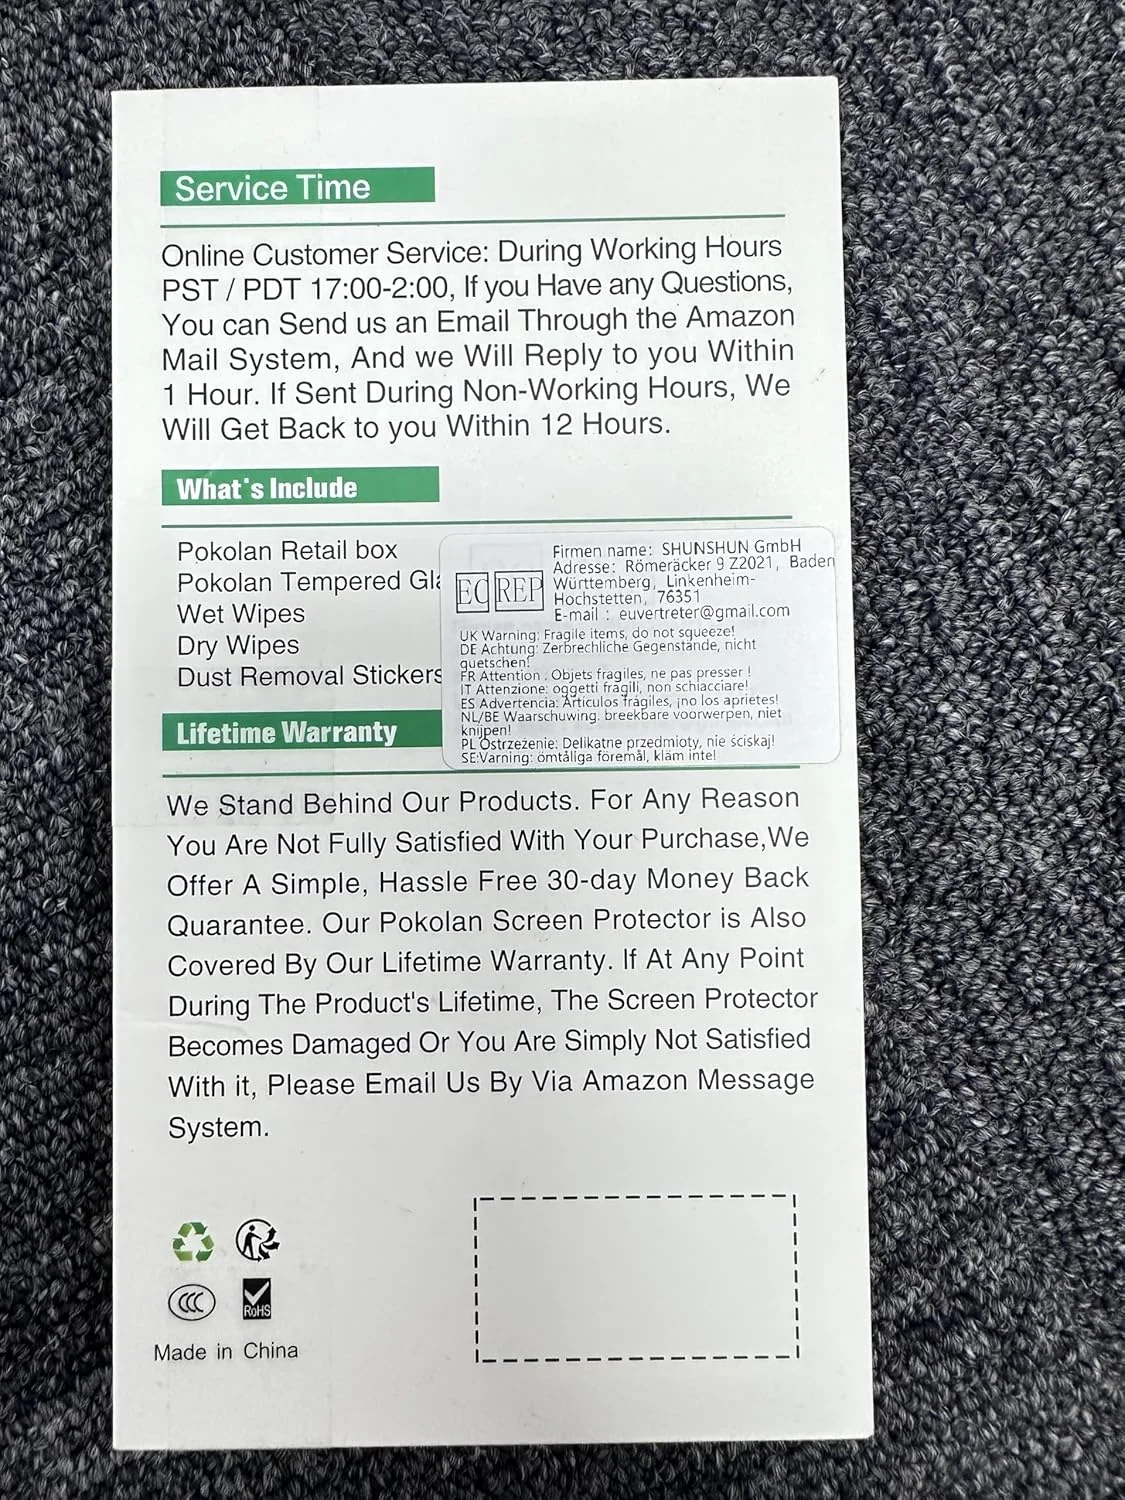 Service Time
Online Customer Service: During Working Hours
PST / PDT 17:00-2:00, If you Have any Questions,
You can Send us an Email Through the Amazon
Mail System, And we Will Reply to you Within
1 Hour. If Sent During Non-Working Hours, We
Will Get Back to you Within 12 Hours.
What's Include
Pokolan Retail box
Pokolan Tempered Gla
Wet Wipes
Dry Wipes
Dust Removal Stickers
EC REP
Firmen name: SHUNSHUN GmbH
Adresse: Römeräcker 9 Z2021, Baden
Württemberg, Linkenheim-
Hochstetten, 76351
E-mail : euvertreter@gmail.com
UK Warning: Fragile items, do not squeeze!
DE Achtung: Zerbrechliche Gegenstände, nicht
quetschen!
FR Attention : Objets fragiles, ne pas presser !
IT Attenzione: oggetti fragili, non schiacciare!
ES Advertencia: Artículos frágiles, ¡no los aprietes!
NL/BE Waarschuwing: breekbare voorwerpen, niet
knijpen!
PL Ostrzeżenie: Delikatne przedmioty, nie ściskaj!
SE:Varning: ömtåliga föremål, kläm inte!
Lifetime Warranty
We Stand Behind Our Products. For Any Reason
You Are Not Fully Satisfied With Your Purchase,We
Offer A Simple, Hassle Free 30-day Money Back
Quarantee. Our Pokolan Screen Protector is Also
Covered By Our Lifetime Warranty. If At Any Point
During The Product's Lifetime, The Screen Protector
Becomes Damaged Or You Are Simply Not Satisfied
With it, Please Email Us By Via Amazon Message
System.
CCC
RoHS
Made in China